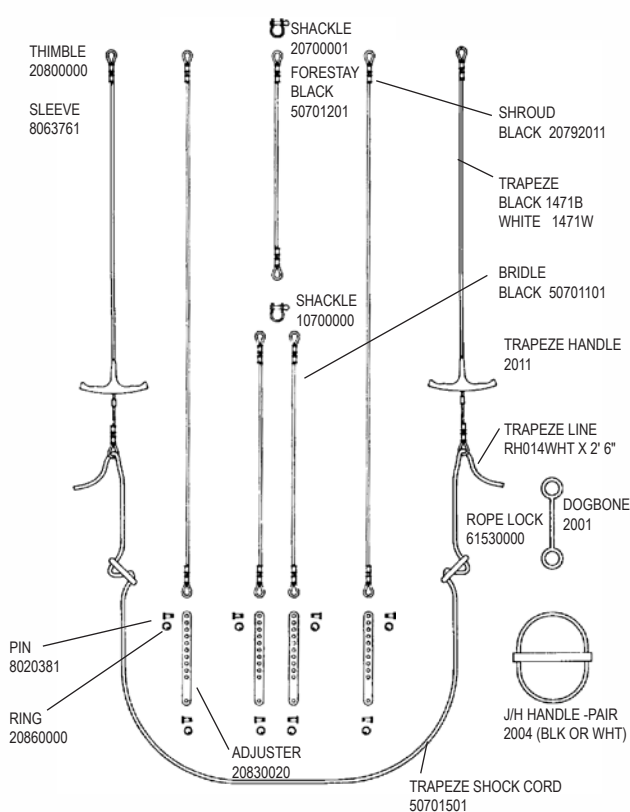 THIMBLE
20800000
SLEEVE
8063761
SHACKLE
20700001
FORESTAY
BLACK
50701201
SHROUD
BLACK 20792011
TRAPEZE
BLACK 1471B
WHITE 1471W
BRIDLE
BLACK 50701101
SHACKLE
10700000
TRAPEZE HANDLE
2011
TRAPEZE LINE
RH014WHT X 2' 6"
DOGBONE
2001
ROPE LOCK
61530000
PIN
8020381
RING
20860000
ADJUSTER
20830020
J/H HANDLE -PAIR
2004 (BLK OR WHT)
TRAPEZE SHOCK CORD
50701501